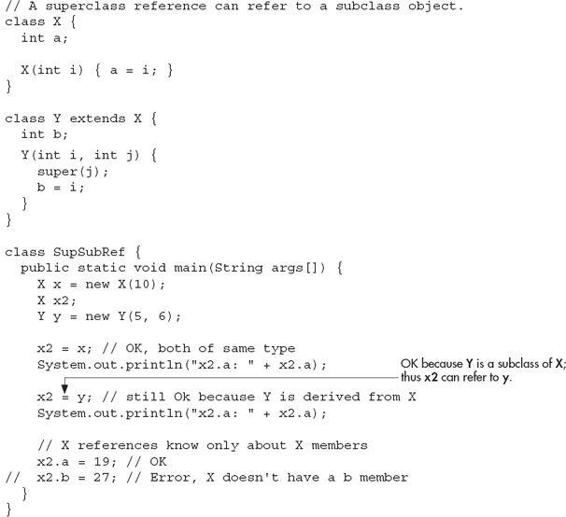 // A superclass reference can refer to a subclass object.
class X {
  int a;

  X(int i) { a = i; }
}

class Y extends X {
  int b;
  Y(int i, int j) {
    super(j);
    b = i;
  }
}

class SupSubRef {
  public static void main(String args[]) {
    X x = new X(10);
    X x2;
    Y y = new Y(5, 6);

    x2 = x; // OK, both of same type
    System.out.println("x2.a: " + x2.a);
OK because Y is a subclass of X;
thus x2 can refer to y.
    x2 = y; // still Ok because Y is derived from X
    System.out.println("x2.a: " + x2.a);

    // X references know only about X members
    x2.a = 19; // OK
//  x2.b = 27; // Error, X doesn't have a b member
  }
}